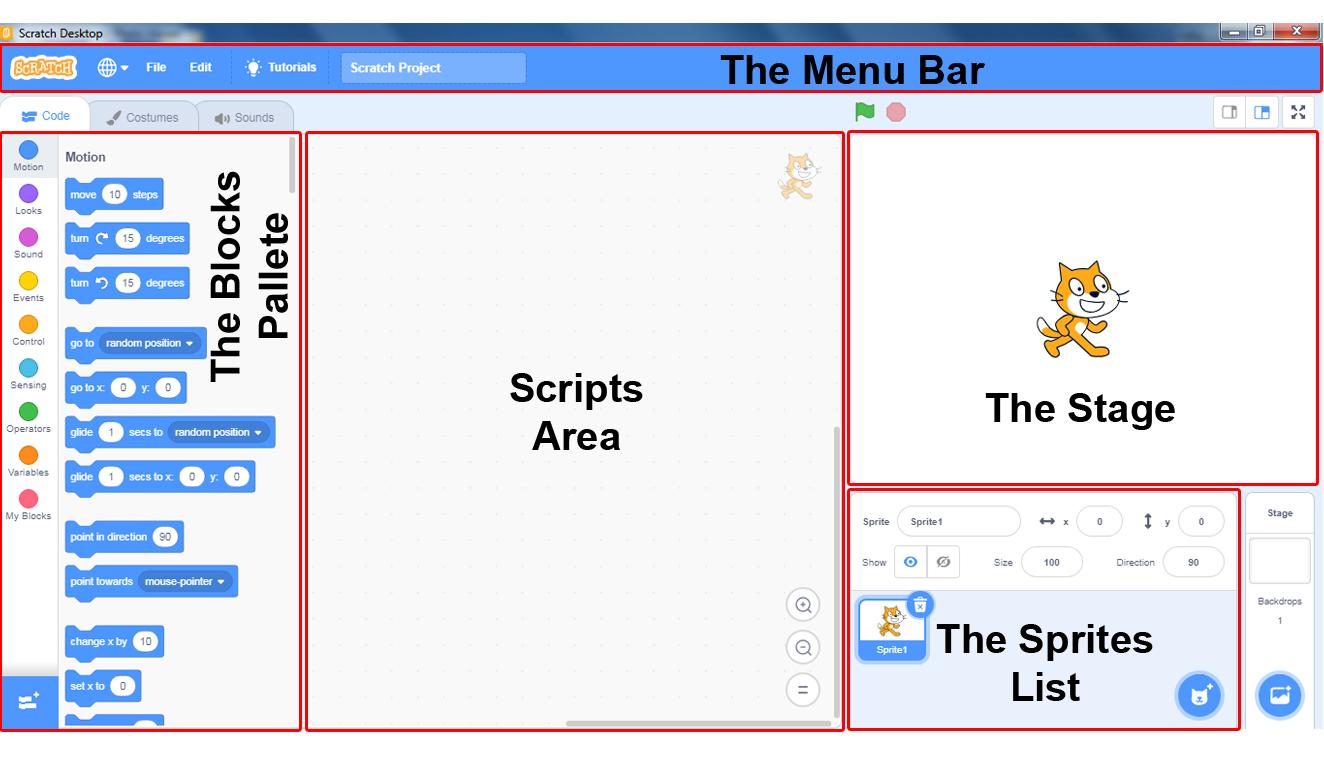 Scratch Desktop
SCRATCH File Edit Tutorials Scratch Project The Menu Bar
Code Costumes Sounds
Motion
Looks
Sound
Events
Control
Sensing
Operators
Variables
My Blocks
Motion
move 10 steps
turn 15 degrees
turn 15 degrees
go to random position
go to x: 0 y: 0
glide 1 secs to random position
glide 1 secs to x: 0 y: 0
point in direction 90
point towards mouse-pointer
change x by 10
set x to 0
The Blocks
Pallete
Scripts
Area
The Stage
Sprite Sprite1 x 0 y 0
Show Size 100 Direction 90
Sprite1
The Sprites
List
Stage
Backdrops
1